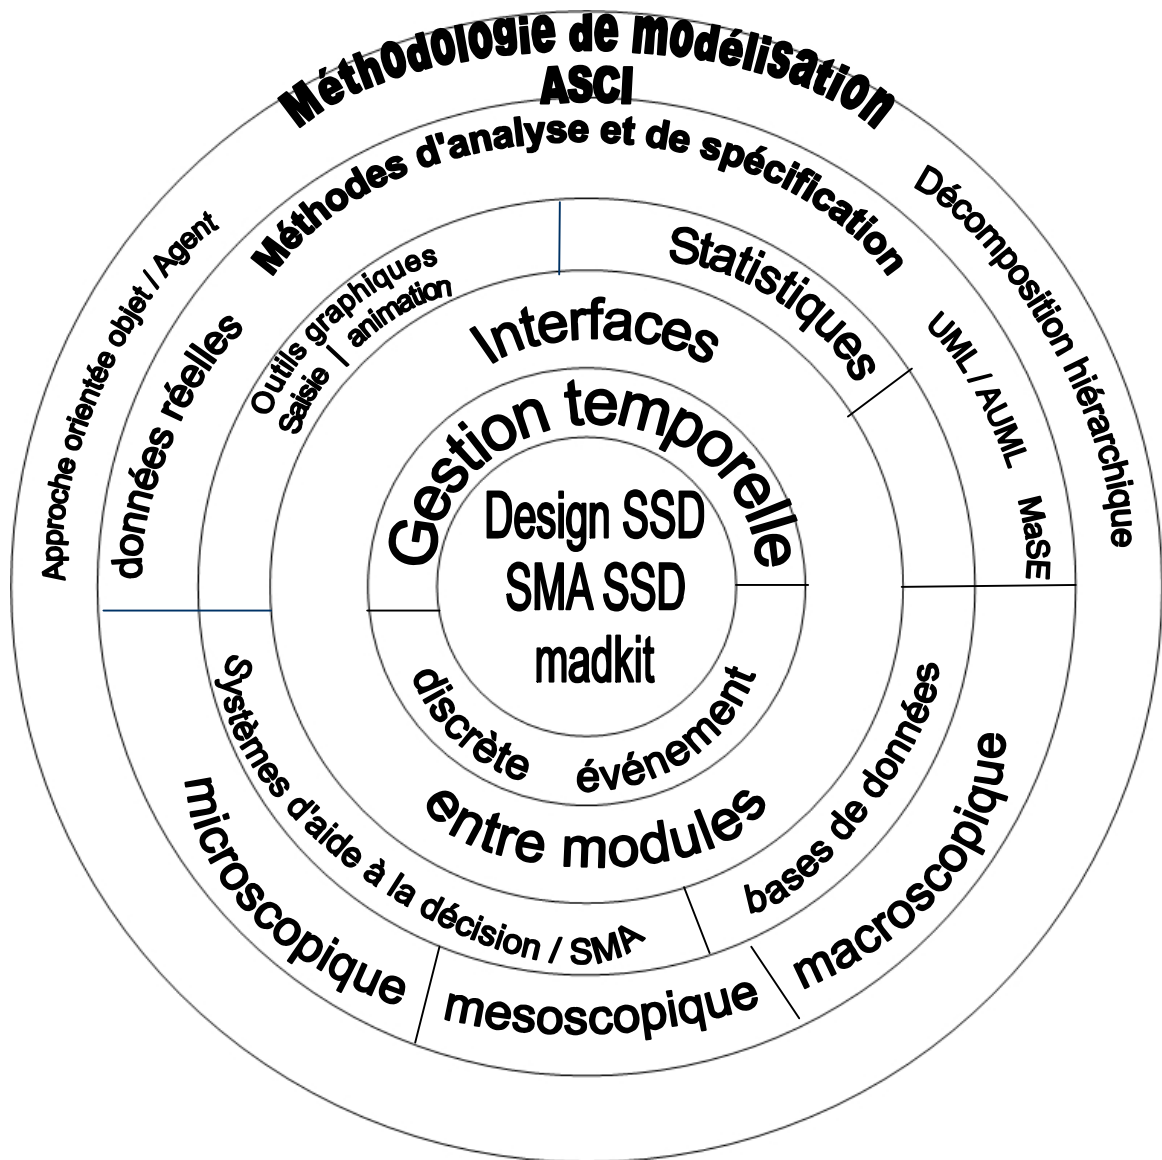 Méthodologie de modélisation
ASCI
Approche orientée objet / Agent
Décomposition hiérarchique
Méthodes d'analyse et de spécification
données réelles
UML / AUML
MaSE
microscopique
mesoscopique
macroscopique
Outils graphiques
saisie | animation
Statistiques
Systèmes d'aide à la décision / SMA
bases de données
Interfaces
entre modules
Gestion temporelle
discrète
événement
Design SSD
SMA SSD
madkit